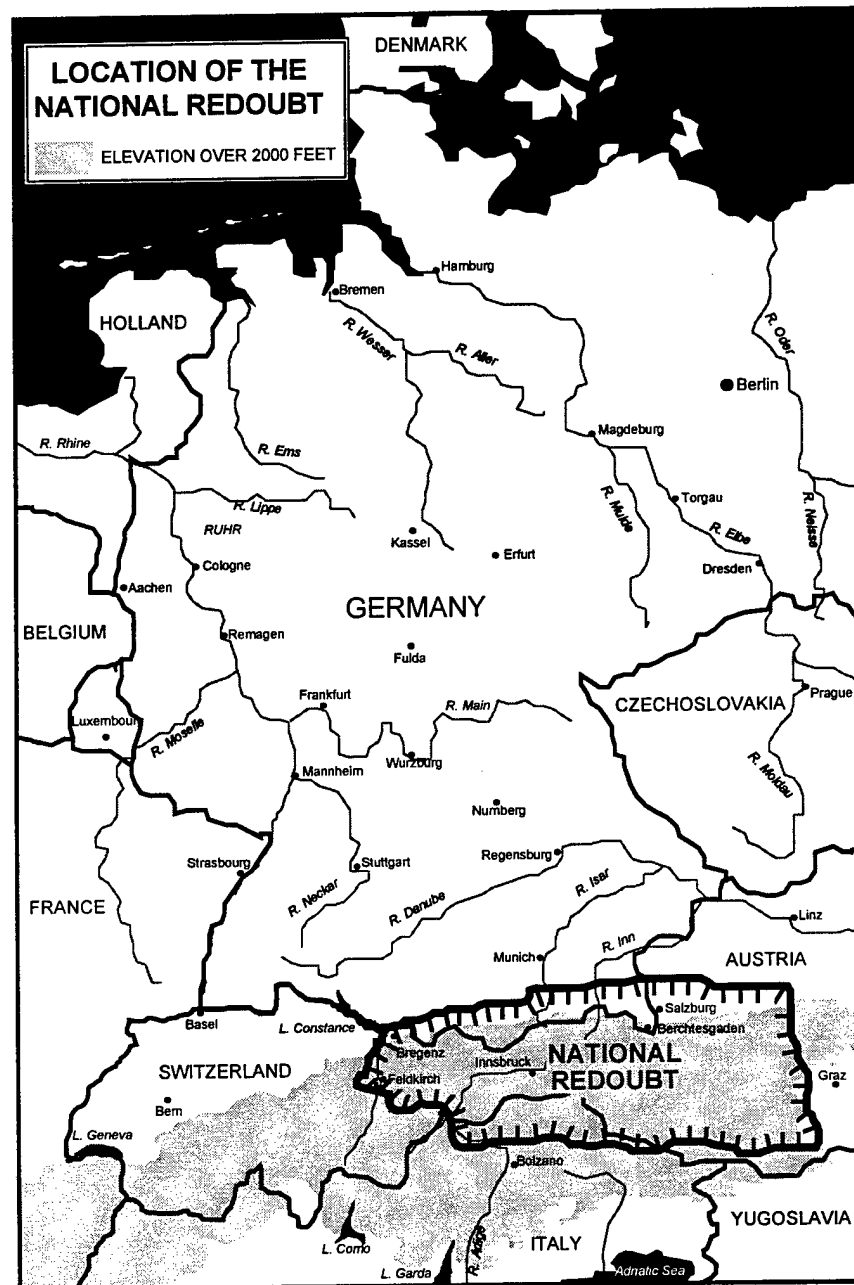 LOCATION OF THE
NATIONAL REDOUBT
ELEVATION OVER 2000 FEET
DENMARK
Hamburg
Bremen
HOLLAND
R. Wesser
R. Aller
R. Oder
Berlin
R. Rhine
R. Ems
Magdeburg
R. Lippe
RUHR
Kassel
Erfurt
R. Mulde
Torgau
R. Elbe
R. Neisse
Dresden
Cologne
Aachen
GERMANY
BELGIUM
Remagen
Fulda
Frankfurt
R. Main
CZECHOSLOVAKIA
Prague
Luxembour
R. Moselle
Wurzburg
R. Moldau
Mannheim
Nurnberg
Strasbourg
Stuttgart
Regensburg
R. Neckar
R. Danube
R. Isar
FRANCE
Linz
Munich
R. Inn
AUSTRIA
Basel
L. Constance
Salzburg
Berchtesgaden
Bregenz
SWITZERLAND
Feldkirch
Innsbruck
NATIONAL
REDOUBT
Graz
Bern
L. Geneva
Bolzano
YUGOSLAVIA
L. Como
R. Adige
ITALY
L. Garda
Adriatic Sea